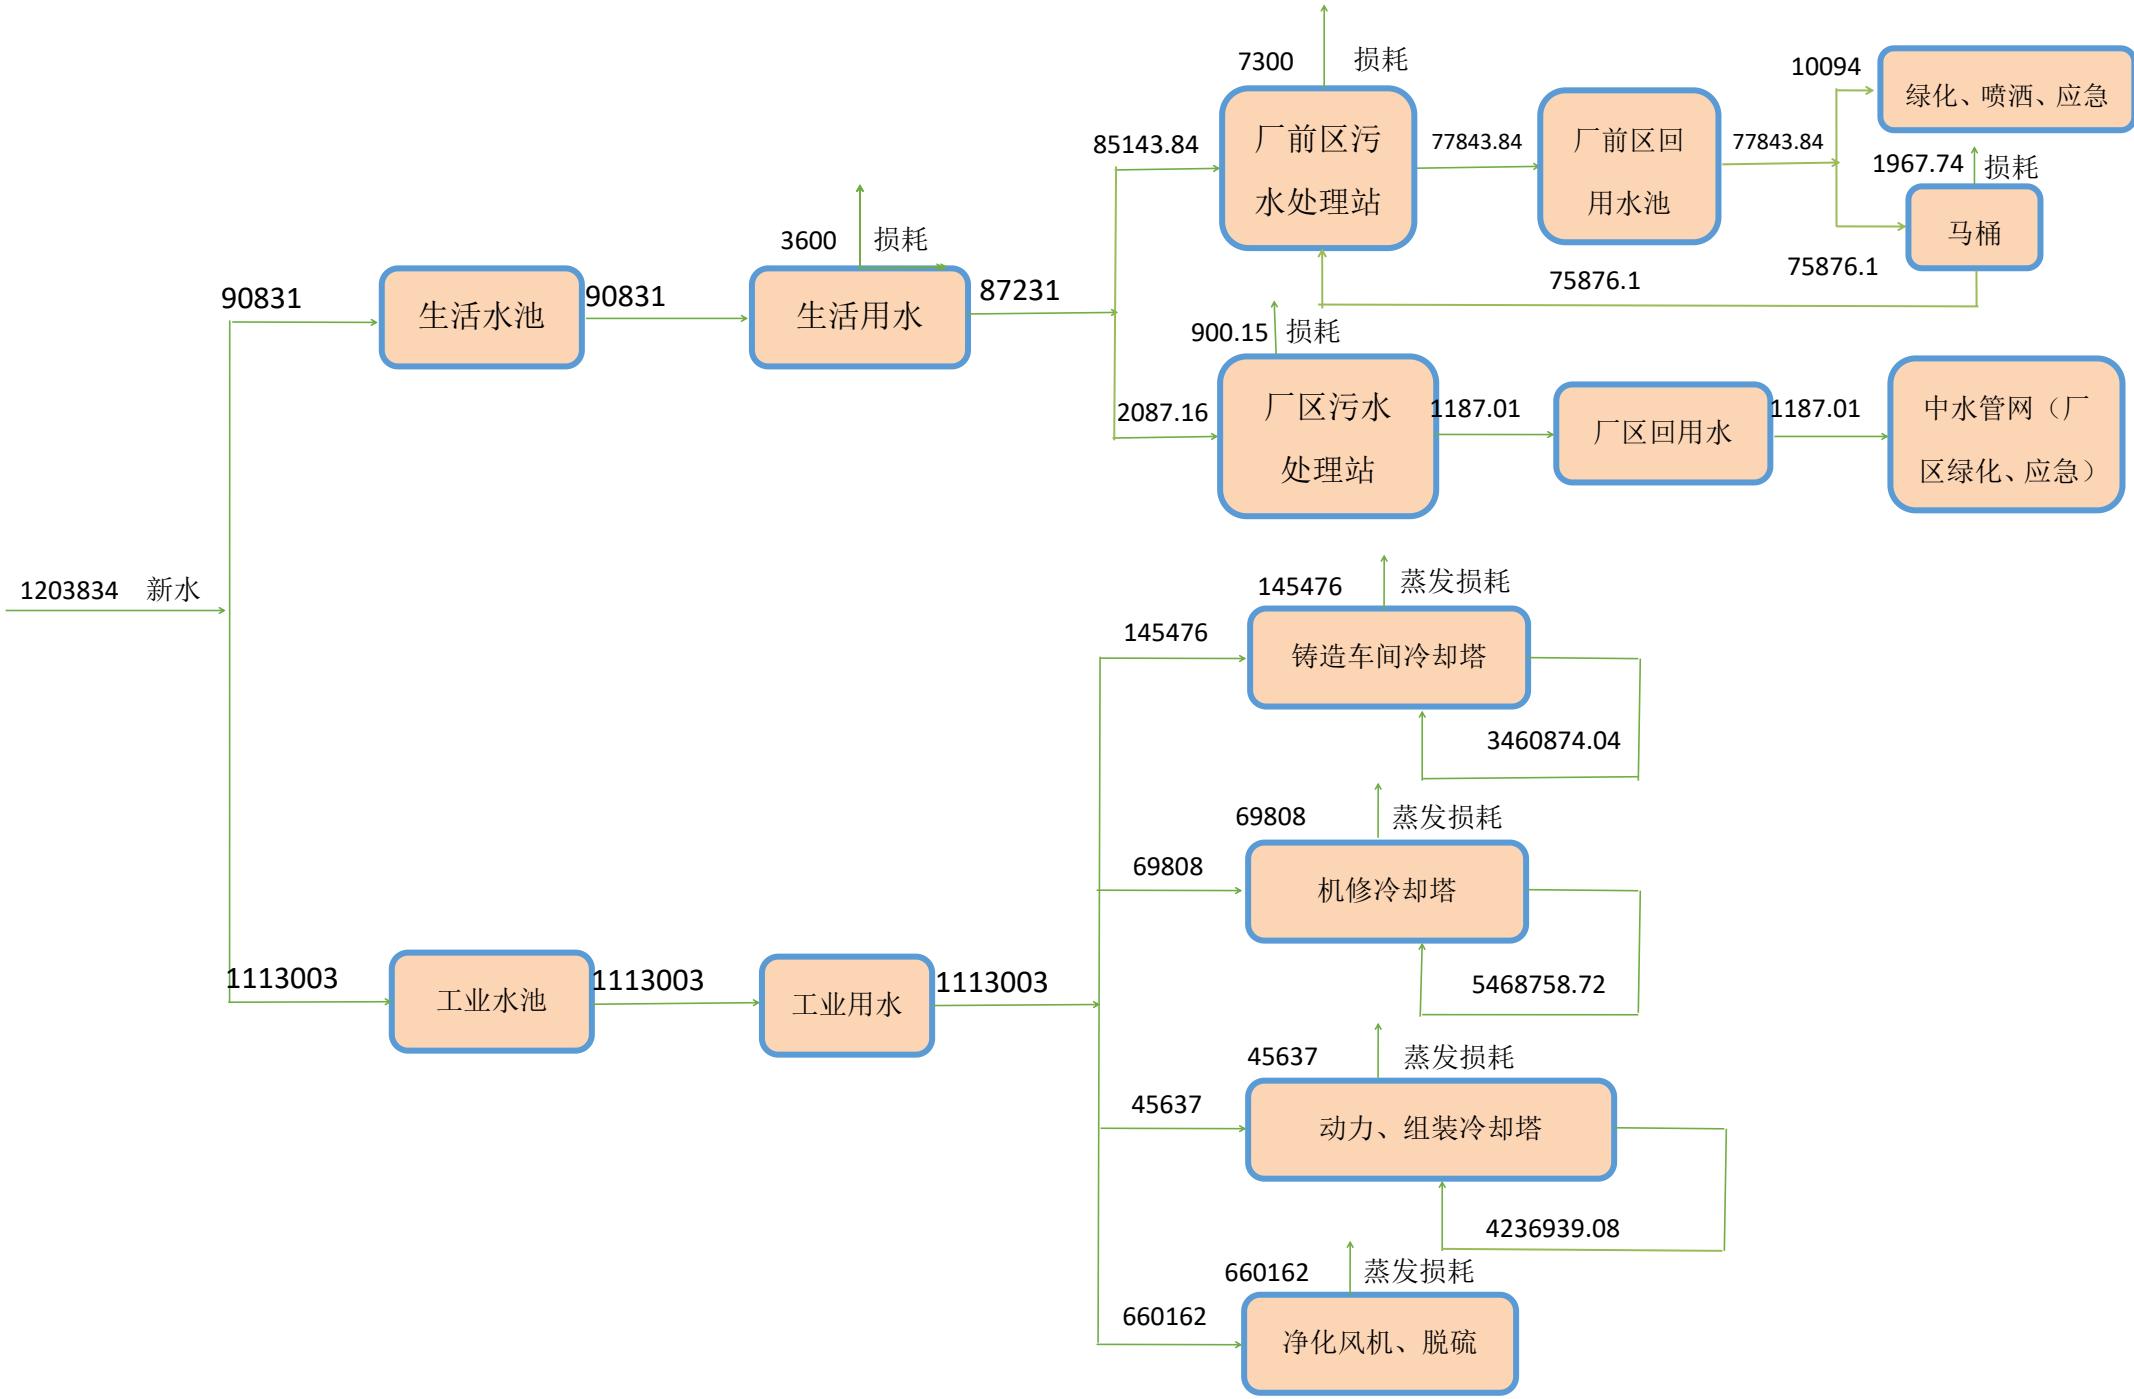 7300 损耗
10094
绿化、喷洒、应急
85143.84
厂前区污
水处理站
77843.84
厂前区回
用水池
77843.84
1967.74 损耗
马桶
75876.1
75876.1
3600 损耗
90831
生活水池
90831
生活用水
87231
900.15 损耗
2087.16
厂区污水
处理站
1187.01
厂区回用水
1187.01
中水管网（厂
区绿化、应急）
1203834 新水
145476 蒸发损耗
145476
铸造车间冷却塔
3460874.04
69808 蒸发损耗
69808
机修冷却塔
5468758.72
1113003
工业水池
1113003
工业用水
1113003
45637 蒸发损耗
45637
动力、组装冷却塔
4236939.08
660162 蒸发损耗
660162
净化风机、脱硫